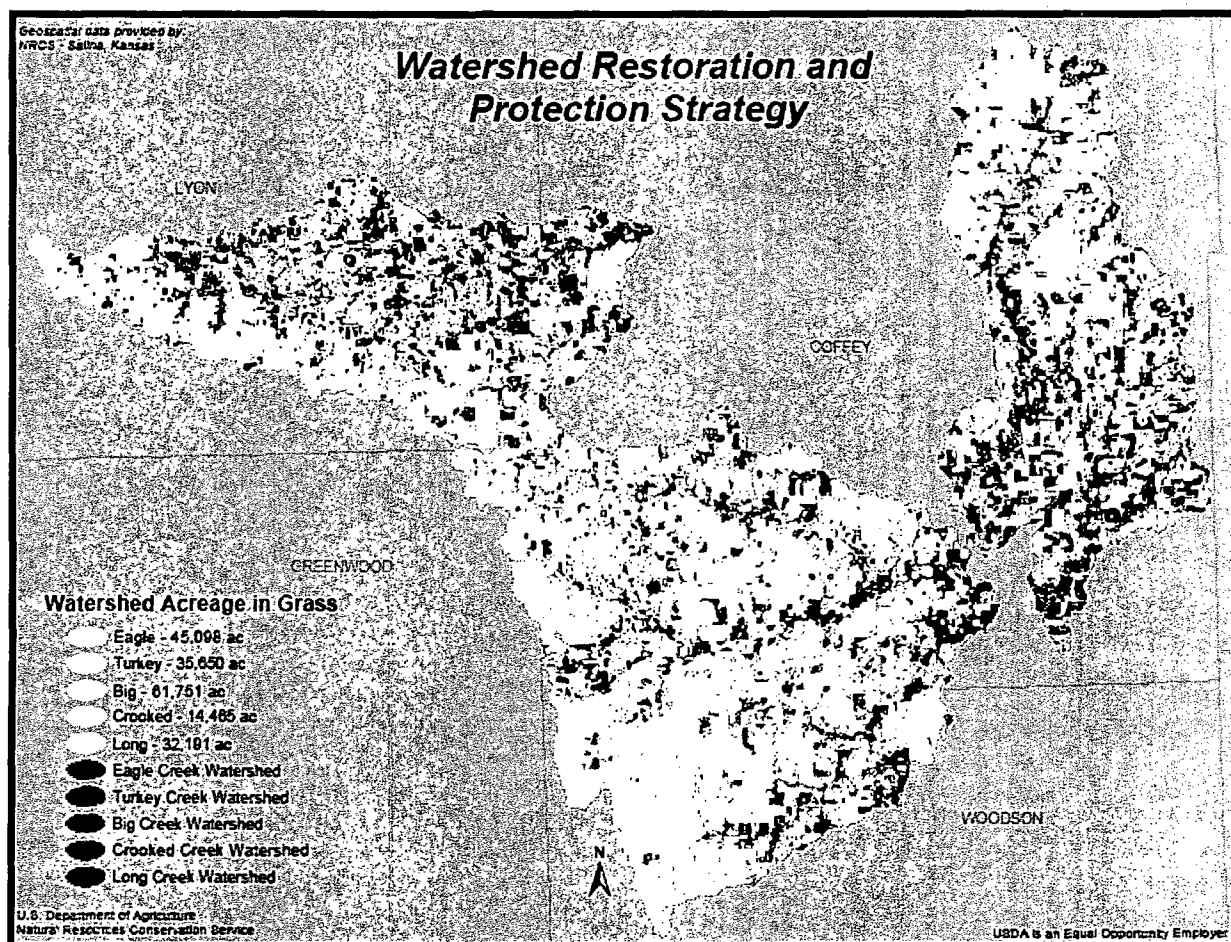 Geospatial data provided by:
NRCS - Salina, Kansas
Watershed Restoration and
Protection Strategy
LYON
COFFEY
GREENWOOD
Watershed Acreage in Grass
Eagle - 45,098 ac
Turkey - 35,650 ac
Big - 61,751 ac
Crooked - 14,465 ac
Long - 32,191 ac
Eagle Creek Watershed
Turkey Creek Watershed
Big Creek Watershed
Crooked Creek Watershed
Long Creek Watershed
WOODSON
N
U.S. Department of Agriculture
Natural Resources Conservation Service
USDA is an Equal Opportunity Employer